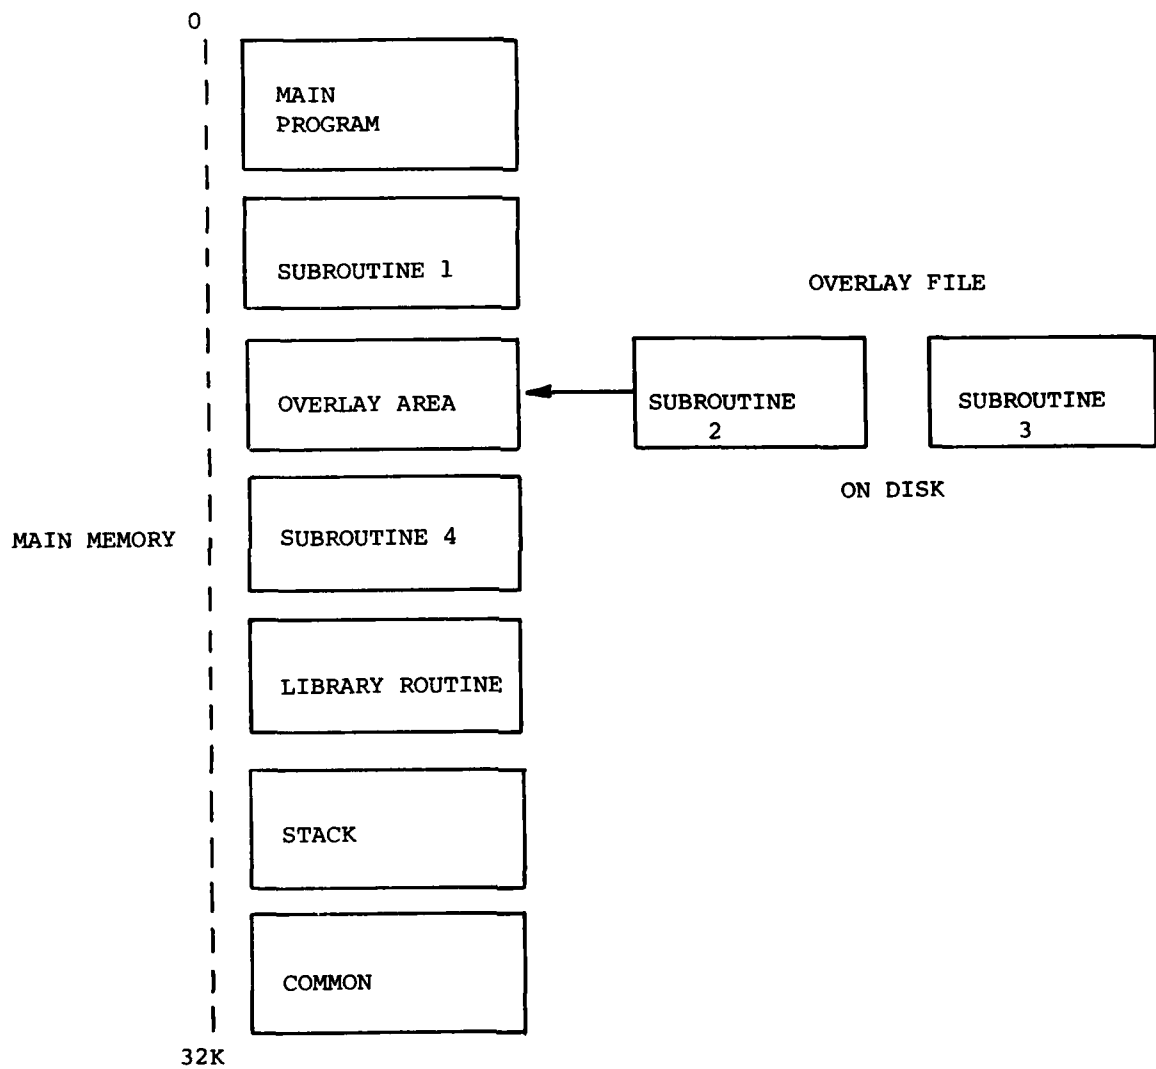 0
MAIN
PROGRAM
SUBROUTINE 1
OVERLAY FILE
OVERLAY AREA
SUBROUTINE
2
SUBROUTINE
3
ON DISK
MAIN MEMORY
SUBROUTINE 4
LIBRARY ROUTINE
STACK
COMMON
32K